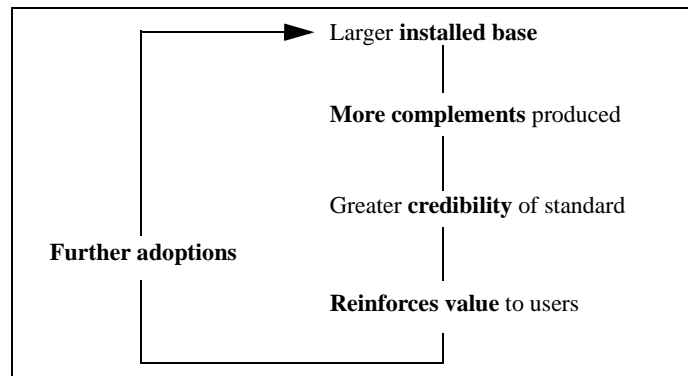 Larger installed base
More complements produced
Greater credibility of standard
Further adoptions
Reinforces value to users